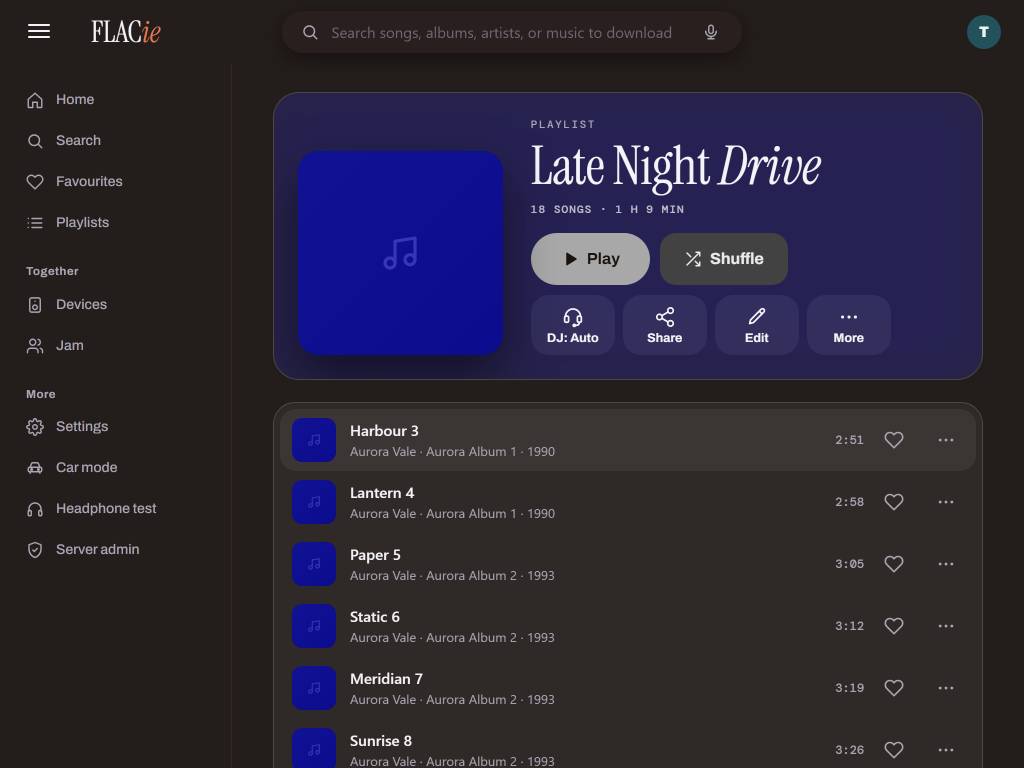 FLACie
Search songs, albums, artists, or music to download
T
Home
Search
Favourites
Playlists
Together
Devices
Jam
More
Settings
Car mode
Headphone test
Server admin
PLAYLIST
Late Night Drive
18 SONGS · 1 H 9 MIN
Play
Shuffle
DJ: Auto
Share
Edit
More
Harbour 3
Aurora Vale · Aurora Album 1 · 1990
2:51
Lantern 4
Aurora Vale · Aurora Album 1 · 1990
2:58
Paper 5
Aurora Vale · Aurora Album 2 · 1993
3:05
Static 6
Aurora Vale · Aurora Album 2 · 1993
3:12
Meridian 7
Aurora Vale · Aurora Album 2 · 1993
3:19
Sunrise 8
Aurora Vale · Aurora Album 2 · 1993
3:26